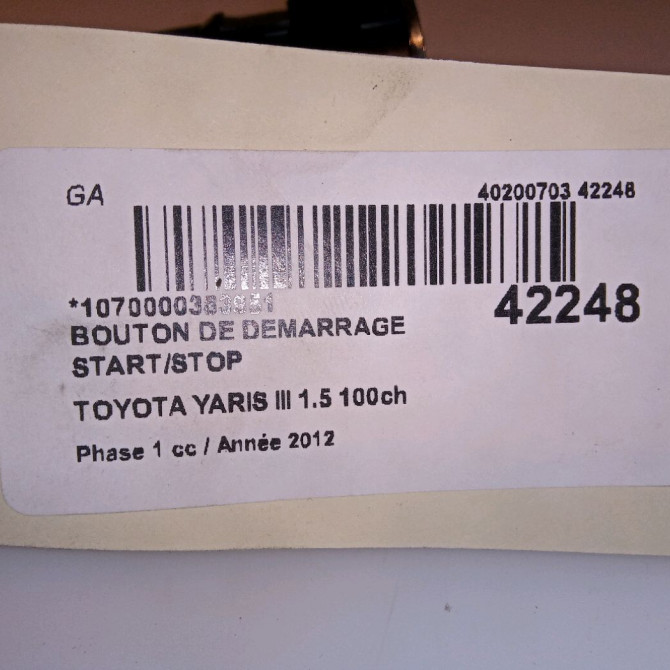 GA
40200703 42248
42248
BOUTON DE DEMARRAGE
START/STOP
TOYOTA YARIS III 1.5 100ch
Phase 1 cc / Année 2012